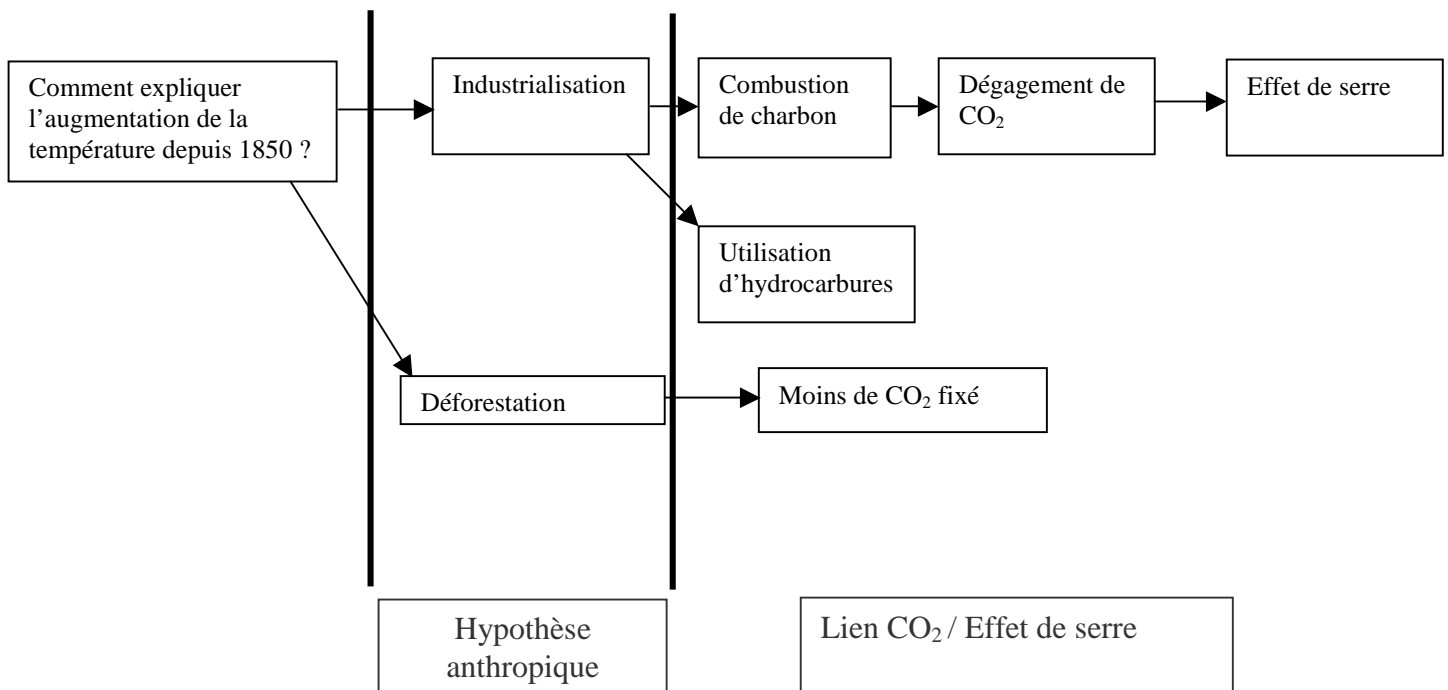 Comment expliquer
l’augmentation de la
température depuis 1850 ?
Industrialisation
Combustion
de charbon
Dégagement de
CO₂
Effet de serre
Utilisation
d’hydrocarbures
Déforestation
Moins de CO₂ fixé
Hypothèse
anthropique
Lien CO₂ / Effet de serre